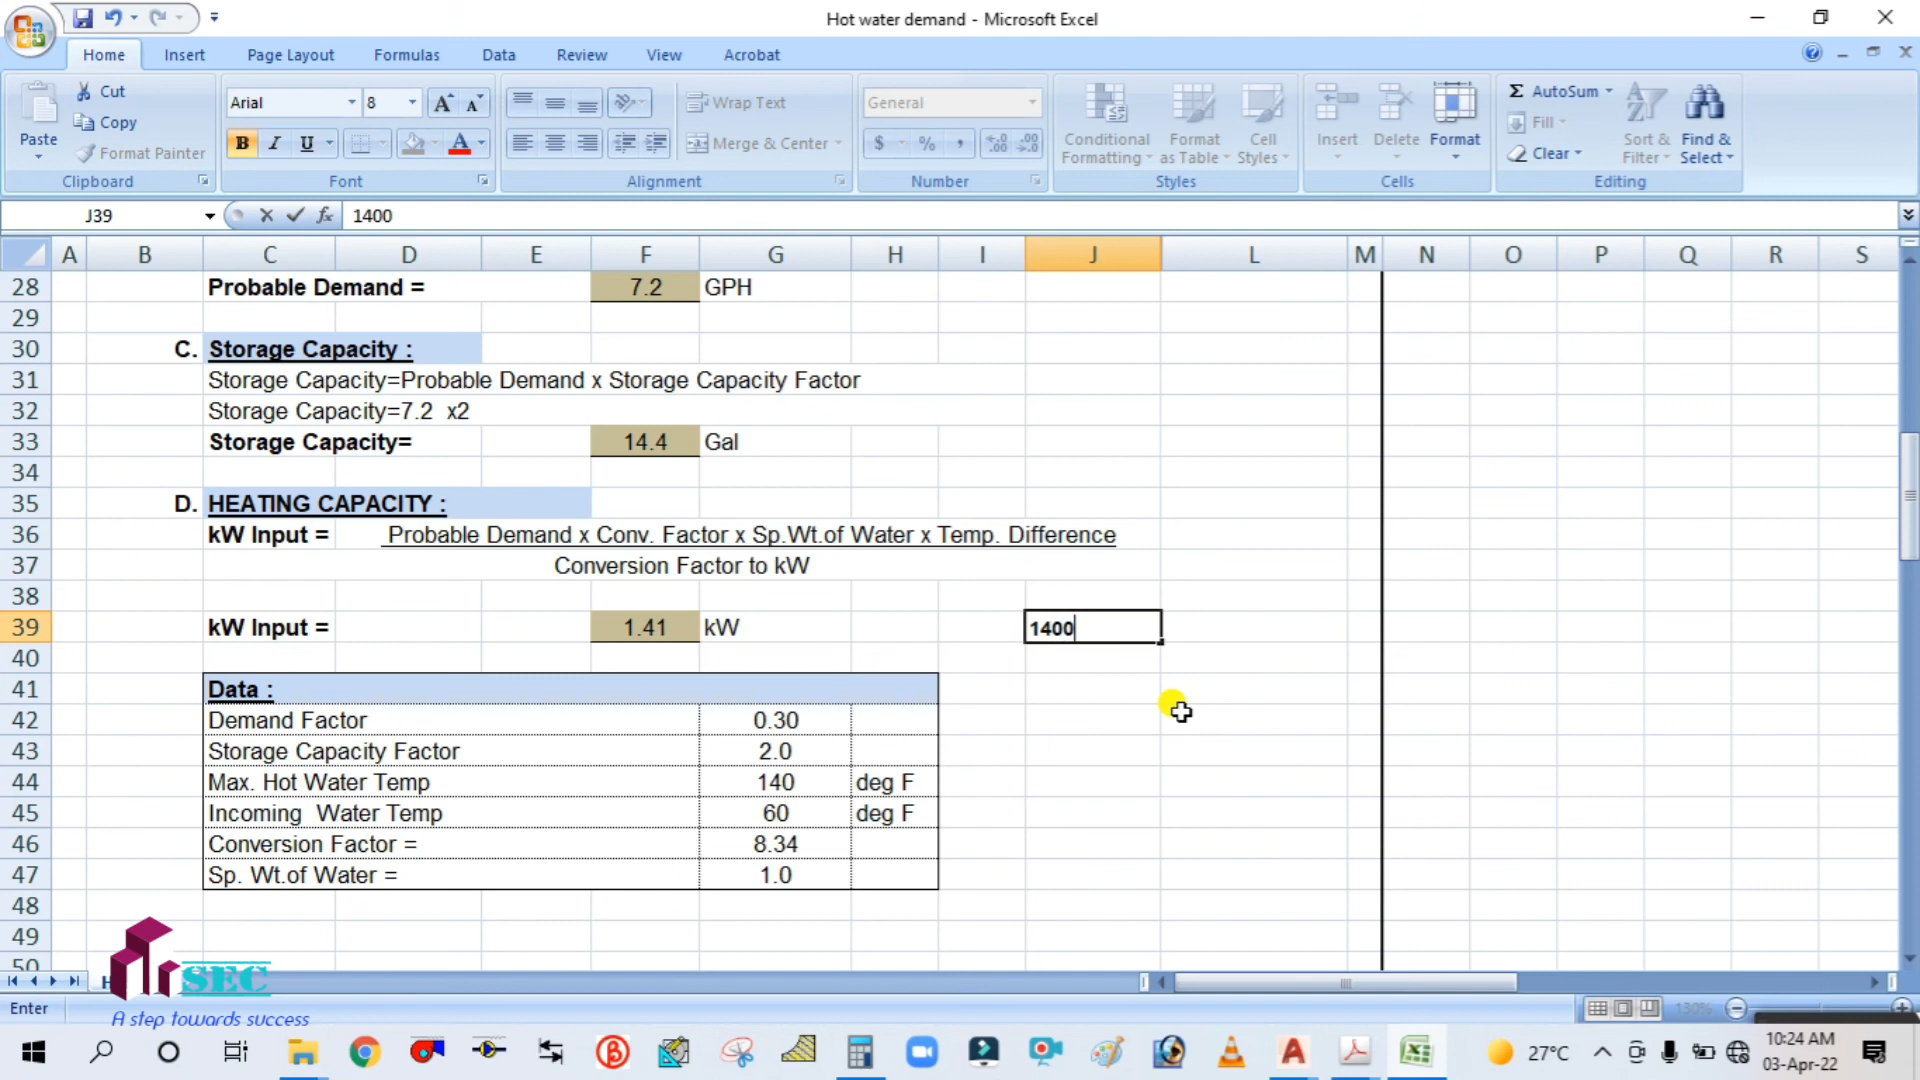 Hot water demand - Microsoft Excel
Home Insert Page Layout Formulas Data Review View Acrobat
Paste
Cut
Copy
Format Painter
Clipboard
Arial 8
B I U
Font
Wrap Text
Merge & Center
Alignment
General
$ % ,
Number
Conditional Formatting
Format as Table
Cell Styles
Styles
Insert Delete Format
Cells
Σ AutoSum
Fill
Clear
Sort & Filter
Find & Select
Editing
J39 fx 1400
A B C D E F G H I J L M N O P Q R S
28 Probable Demand = 7.2 GPH
29
30 C. Storage Capacity :
31 Storage Capacity=Probable Demand x Storage Capacity Factor
32 Storage Capacity=7.2 x2
33 Storage Capacity= 14.4 Gal
34
35 D. HEATING CAPACITY :
36 kW Input = Probable Demand x Conv. Factor x Sp.Wt.of Water x Temp. Difference
37 Conversion Factor to kW
38
39 kW Input = 1.41 kW 1400
40
41 Data :
42 Demand Factor 0.30
43 Storage Capacity Factor 2.0
44 Max. Hot Water Temp 140 deg F
45 Incoming Water Temp 60 deg F
46 Conversion Factor = 8.34
47 Sp. Wt.of Water = 1.0
48
49
50
SEC
A step towards success
Enter
130%
27°C
10:24 AM
03-Apr-22